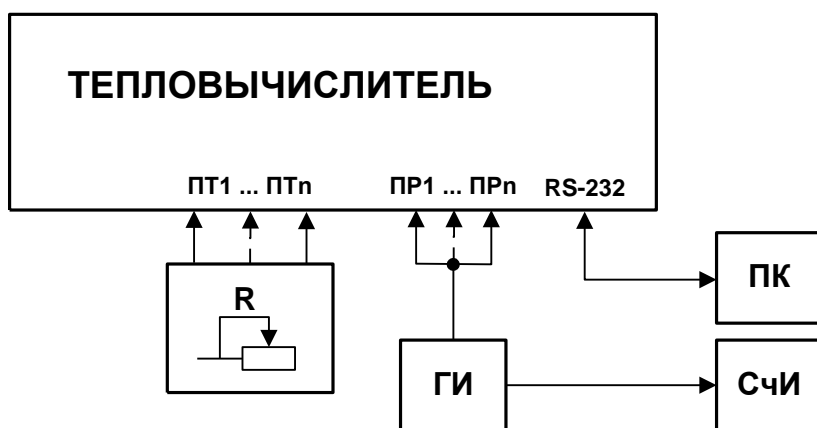 ТЕПЛОВЫЧИСЛИТЕЛЬ
ПТ1 ... ПТn ПР1 ... ПРn RS-232
ПК
R
ГИ
СчИ